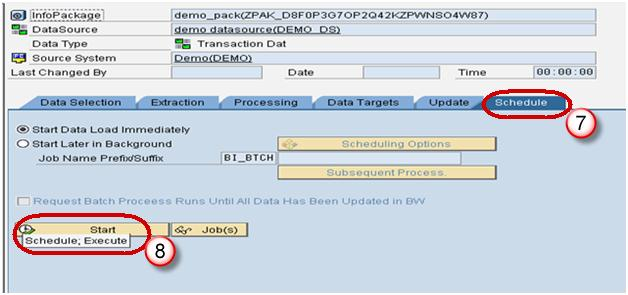 InfoPackage demo_pack(ZPAK_D8F0P3G7OP2Q42KZPWNSO4W87)
DataSource demo datasource(DEMO_DS)
Data Type Transaction Dat
Source System Demo(DEMO)
Last Changed By Date Time 00:00:00
Data Selection Extraction Processing Data Targets Update Schedule
7
Start Data Load Immediately
Start Later in Background Scheduling Options
Job Name Prefix/Suffix BI_BTCH
Subsequent Process.
Request Batch Proceess Runs Until All Data Has Been Updated in BW
Start Job(s)
Schedule; Execute
8